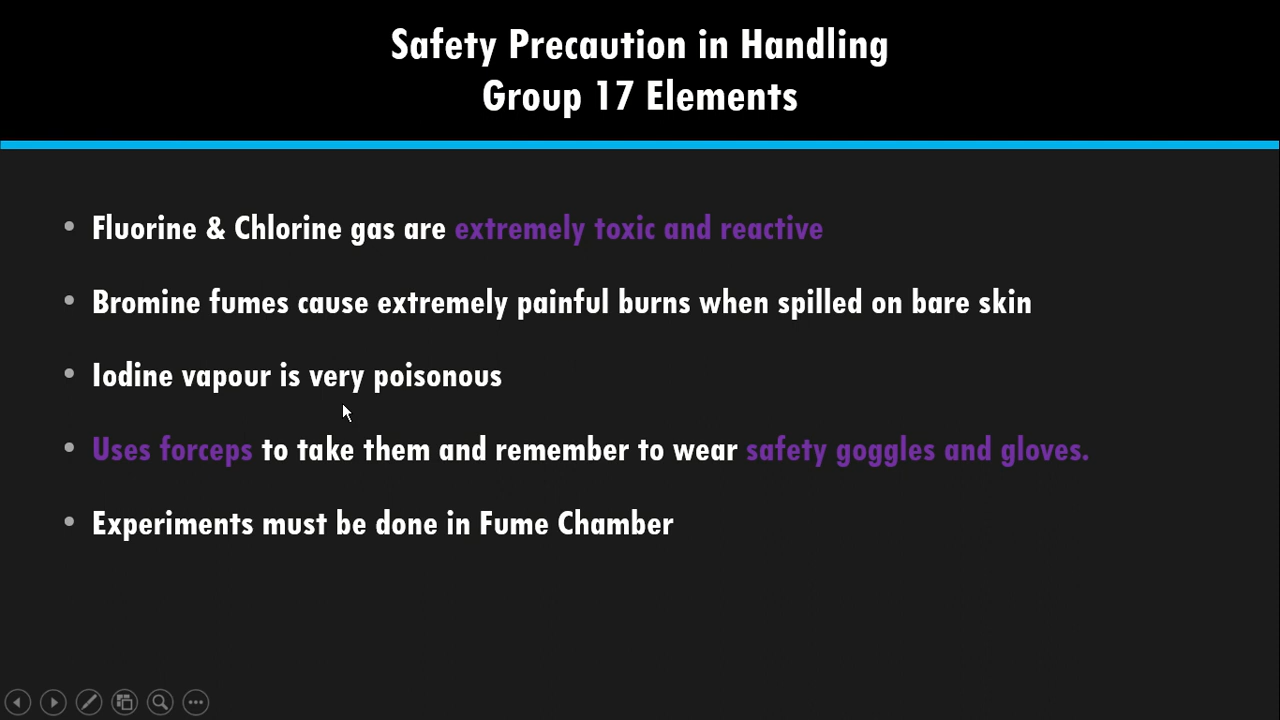 Safety Precaution in Handling
Group 17 Elements
• Fluorine & Chlorine gas are extremely toxic and reactive
• Bromine fumes cause extremely painful burns when spilled on bare skin
• Iodine vapour is very poisonous
• Uses forceps to take them and remember to wear safety goggles and gloves.
• Experiments must be done in Fume Chamber